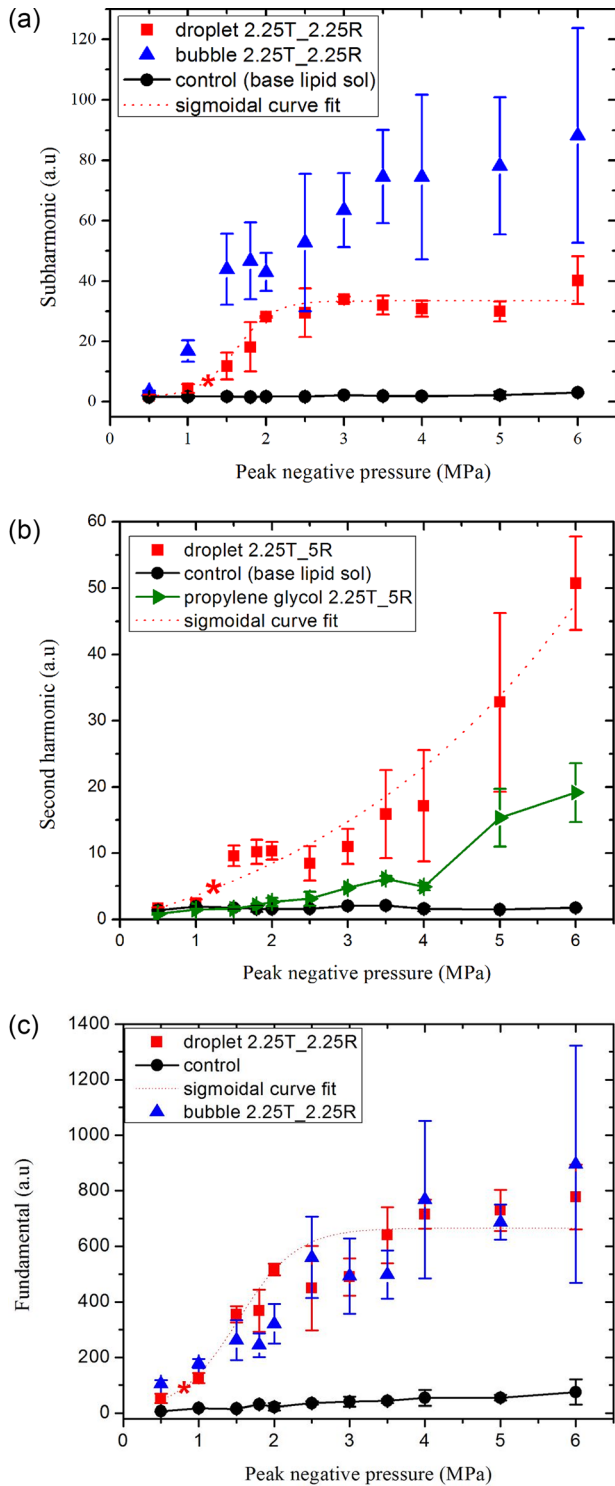 (a)
120
100
80
60
40
20
0
Subharmonic (a.u)
droplet 2.25T_2.25R
bubble 2.25T_2.25R
control (base lipid sol)
sigmoidal curve fit
*
0 1 2 3 4 5 6
Peak negative pressure (MPa)
(b)
60
50
40
30
20
10
0
Second harmonic (a.u)
droplet 2.25T_5R
control (base lipid sol)
propylene glycol 2.25T_5R
sigmoidal curve fit
*
0 1 2 3 4 5 6
Peak negative pressure (MPa)
(c)
1400
1200
1000
800
600
400
200
0
Fundamental (a.u)
droplet 2.25T_2.25R
control
sigmoidal curve fit
bubble 2.25T_2.25R
*
0 1 2 3 4 5 6
Peak negative pressure (MPa)